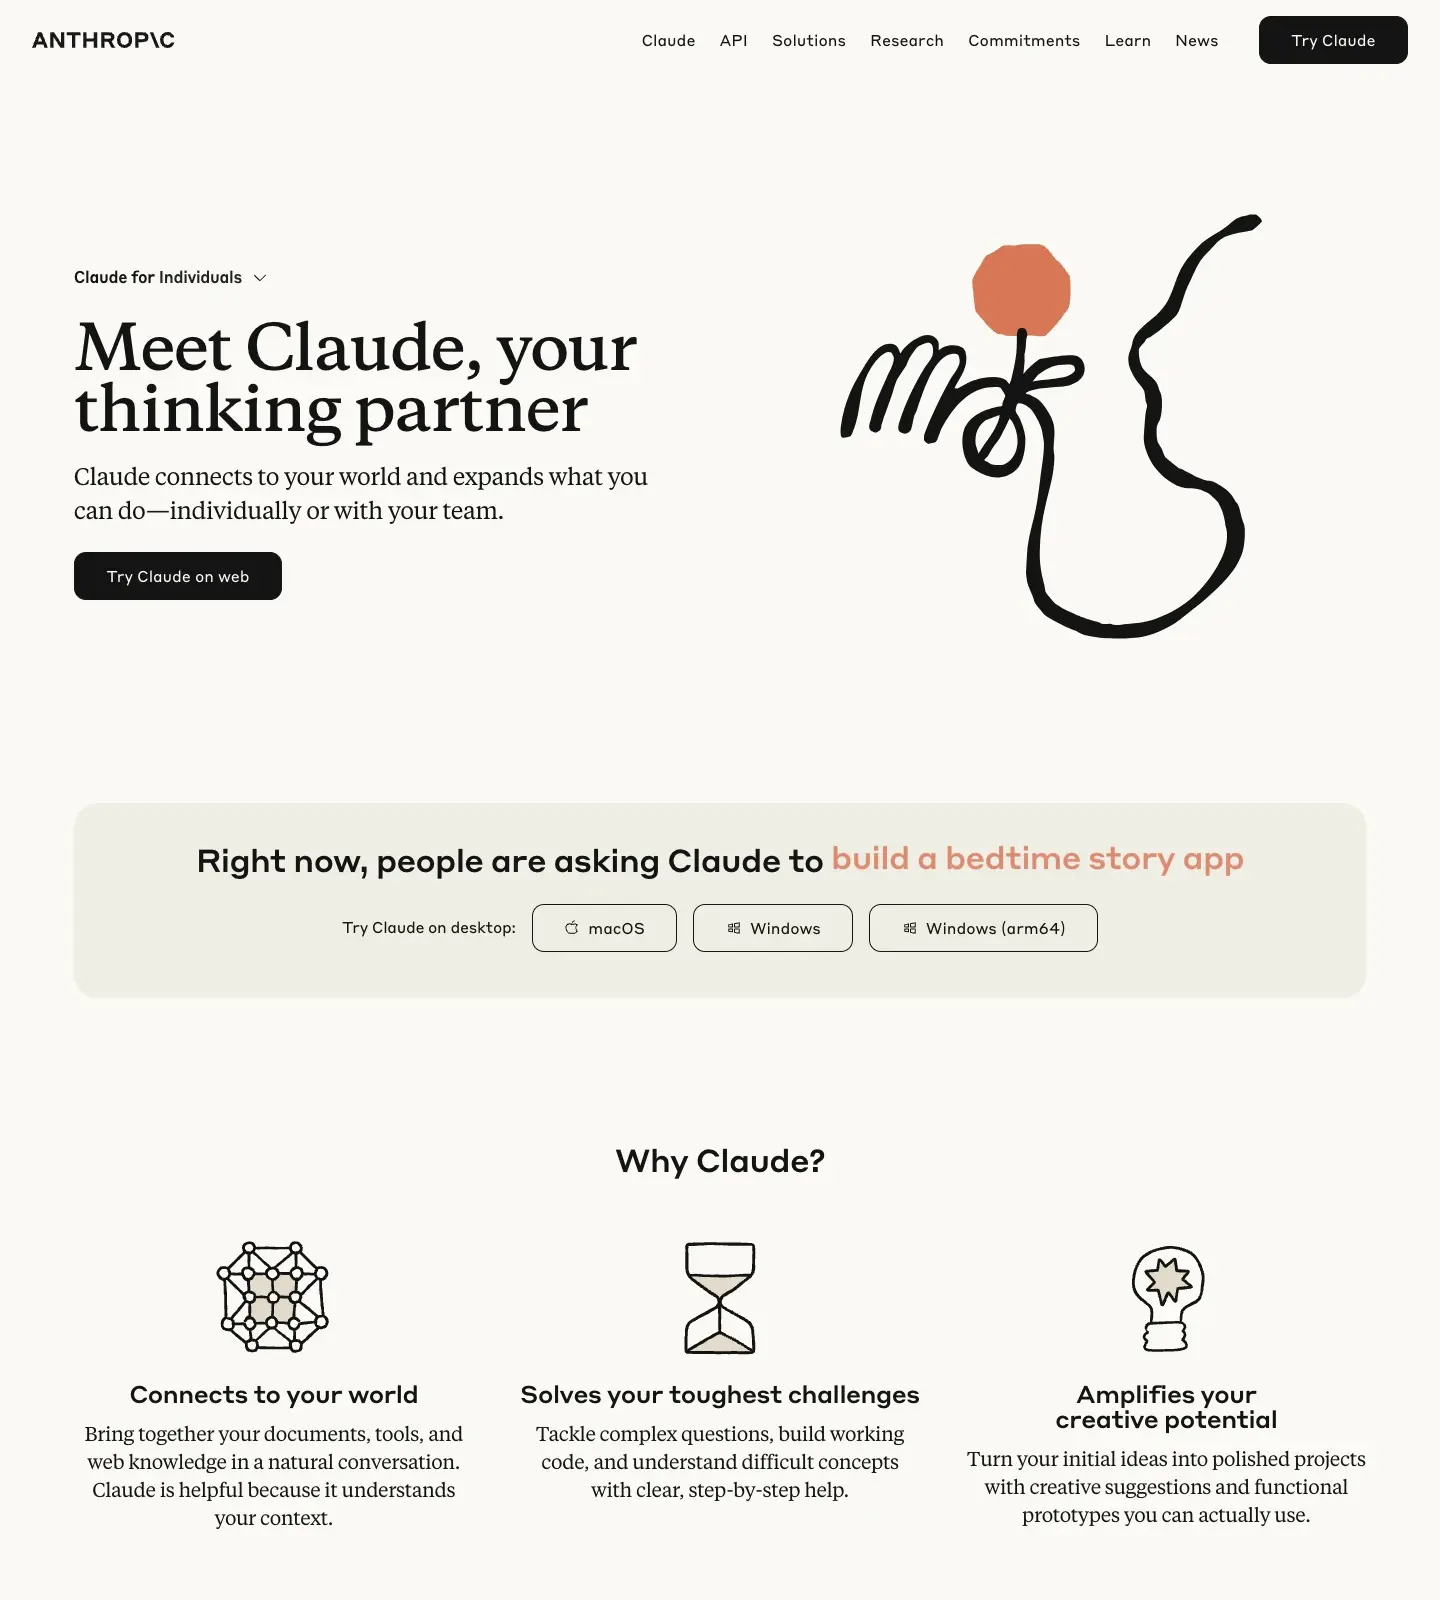 ANTHROP\C
Claude API Solutions Research Commitments Learn News Try Claude
Claude for Individuals
Meet Claude, your
thinking partner
Claude connects to your world and expands what you
can do—individually or with your team.
Try Claude on web
Right now, people are asking Claude to build a bedtime story app
Try Claude on desktop: macOS Windows Windows (arm64)
Why Claude?
Connects to your world
Bring together your documents, tools, and
web knowledge in a natural conversation.
Claude is helpful because it understands
your context.
Solves your toughest challenges
Tackle complex questions, build working
code, and understand difficult concepts
with clear, step-by-step help.
Amplifies your
creative potential
Turn your initial ideas into polished projects
with creative suggestions and functional
prototypes you can actually use.